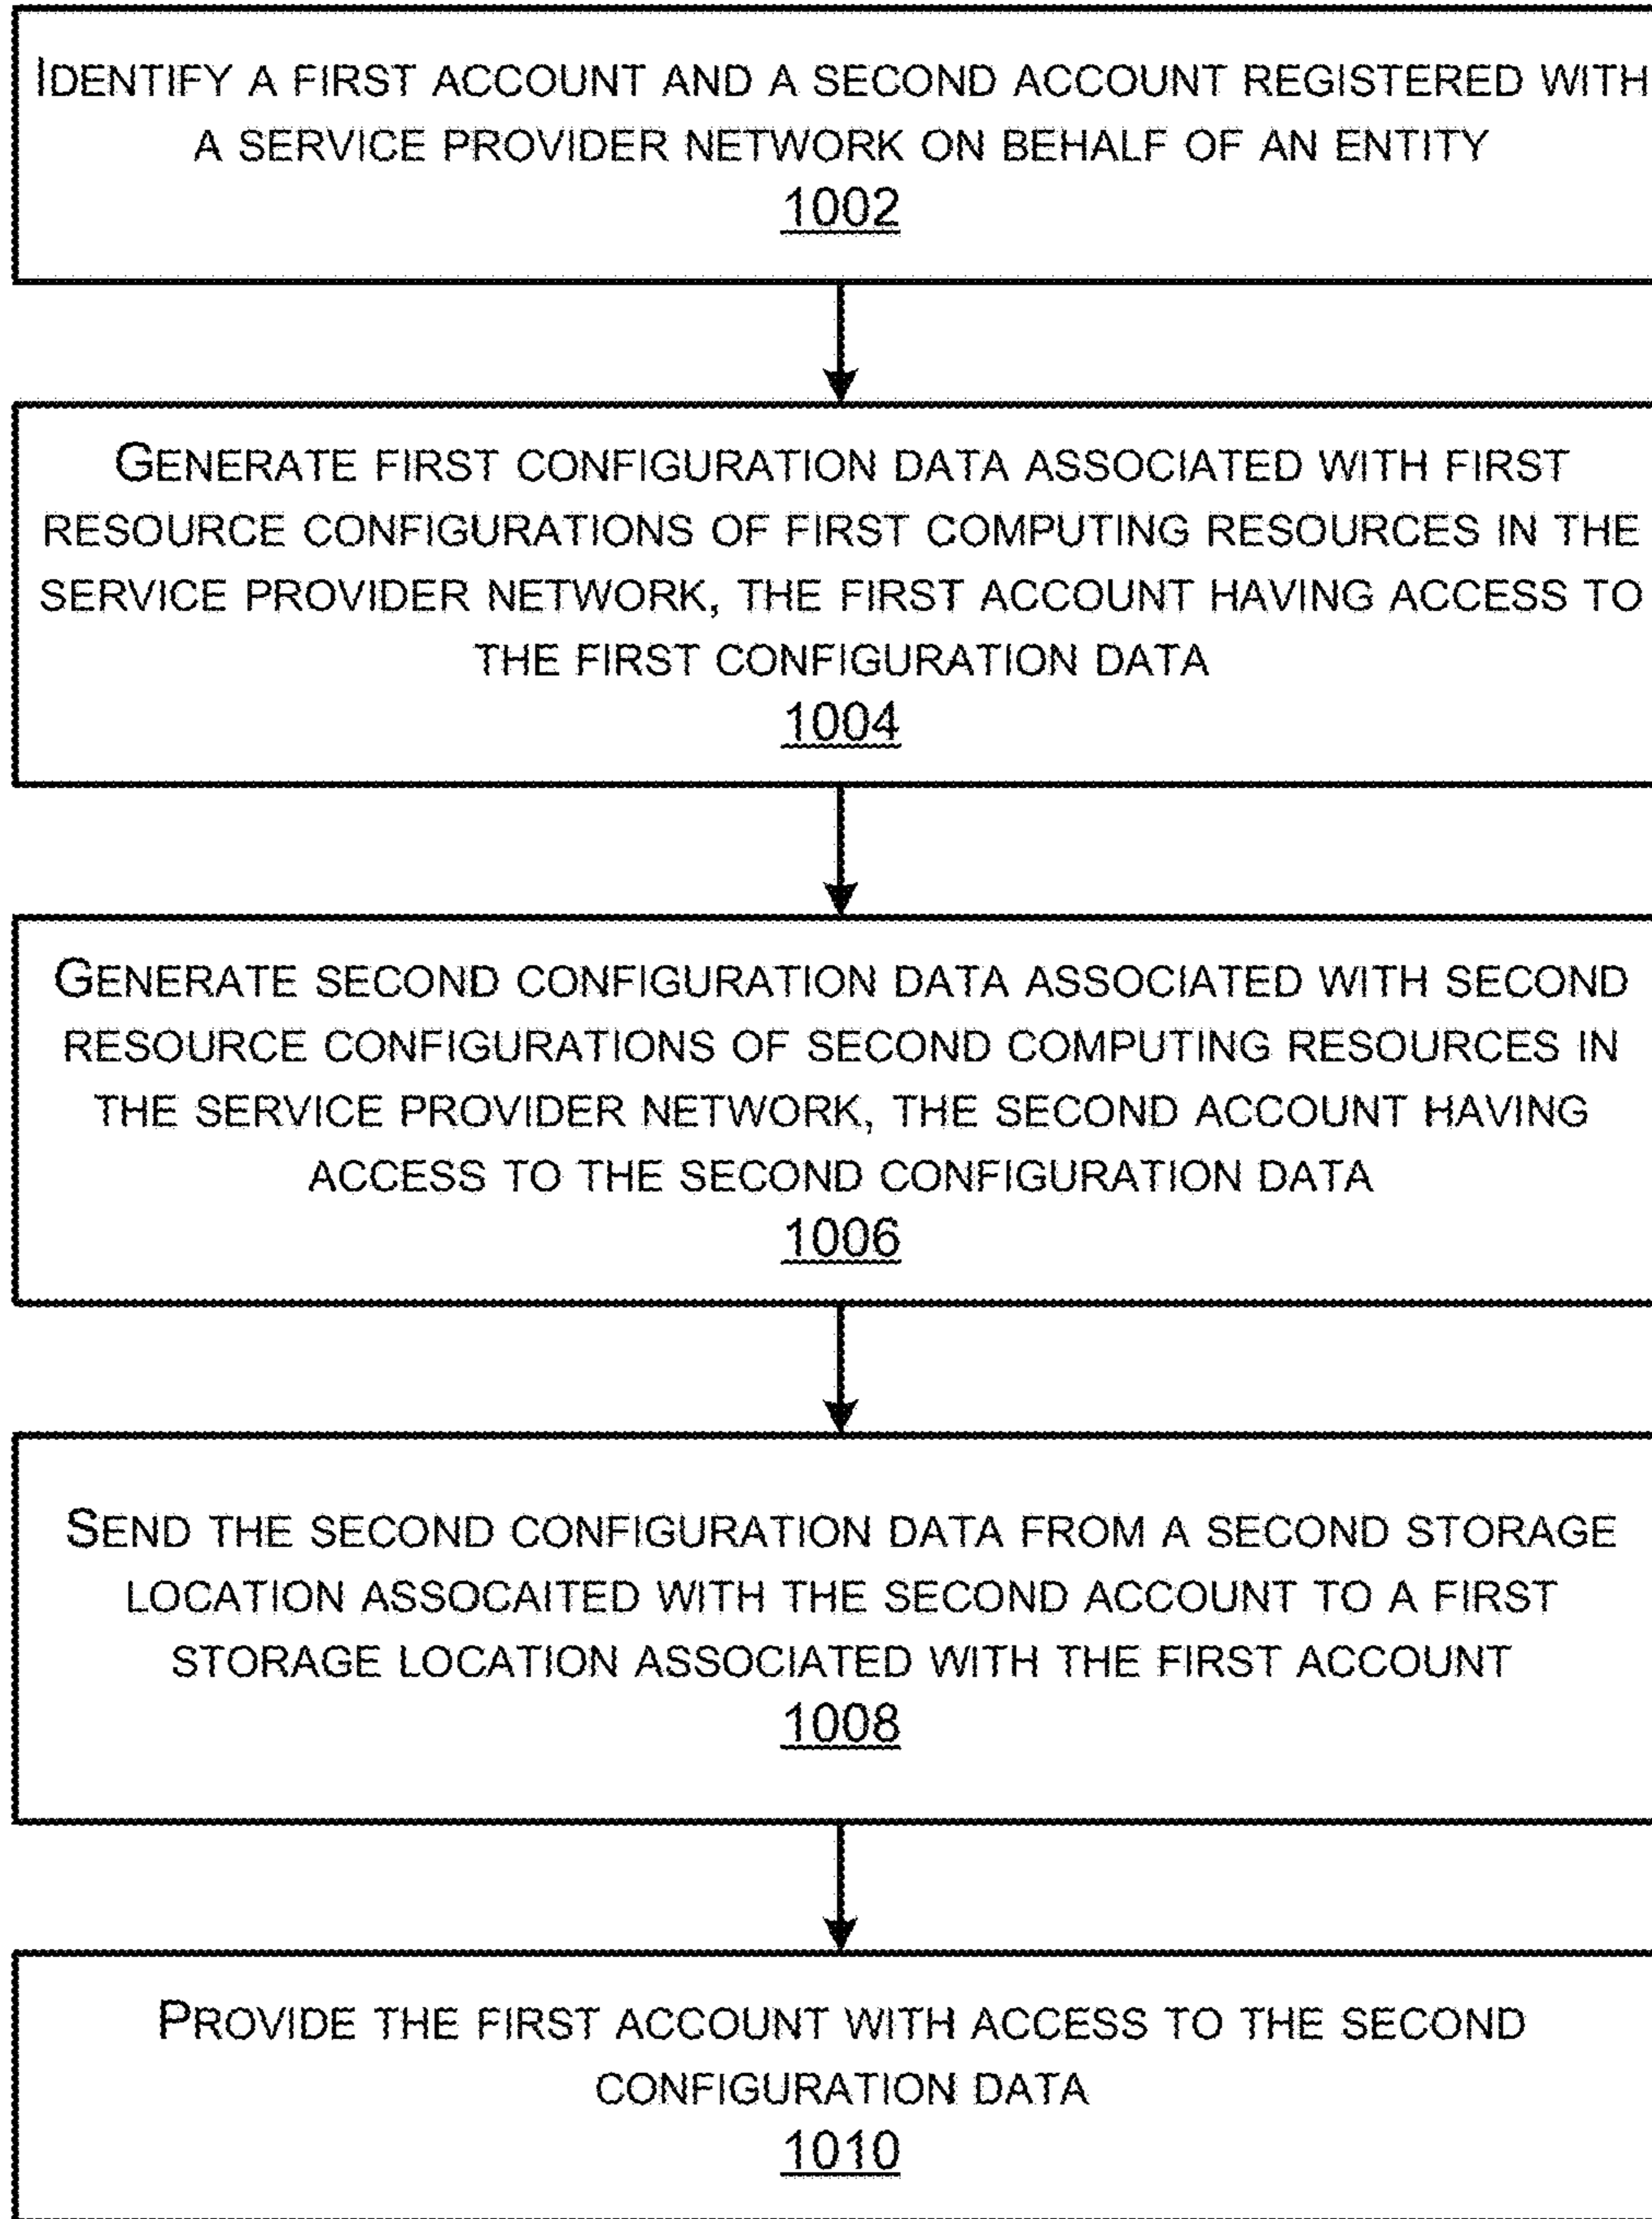 IDENTIFY A FIRST ACCOUNT AND A SECOND ACCOUNT REGISTERED WITH
A SERVICE PROVIDER NETWORK ON BEHALF OF AN ENTITY
1002
GENERATE FIRST CONFIGURATION DATA ASSOCIATED WITH FIRST
RESOURCE CONFIGURATIONS OF FIRST COMPUTING RESOURCES IN THE
SERVICE PROVIDER NETWORK, THE FIRST ACCOUNT HAVING ACCESS TO
THE FIRST CONFIGURATION DATA
1004
GENERATE SECOND CONFIGURATION DATA ASSOCIATED WITH SECOND
RESOURCE CONFIGURATIONS OF SECOND COMPUTING RESOURCES IN
THE SERVICE PROVIDER NETWORK, THE SECOND ACCOUNT HAVING
ACCESS TO THE SECOND CONFIGURATION DATA
1006
SEND THE SECOND CONFIGURATION DATA FROM A SECOND STORAGE
LOCATION ASSOCAITED WITH THE SECOND ACCOUNT TO A FIRST
STORAGE LOCATION ASSOCIATED WITH THE FIRST ACCOUNT
1008
PROVIDE THE FIRST ACCOUNT WITH ACCESS TO THE SECOND
CONFIGURATION DATA
1010